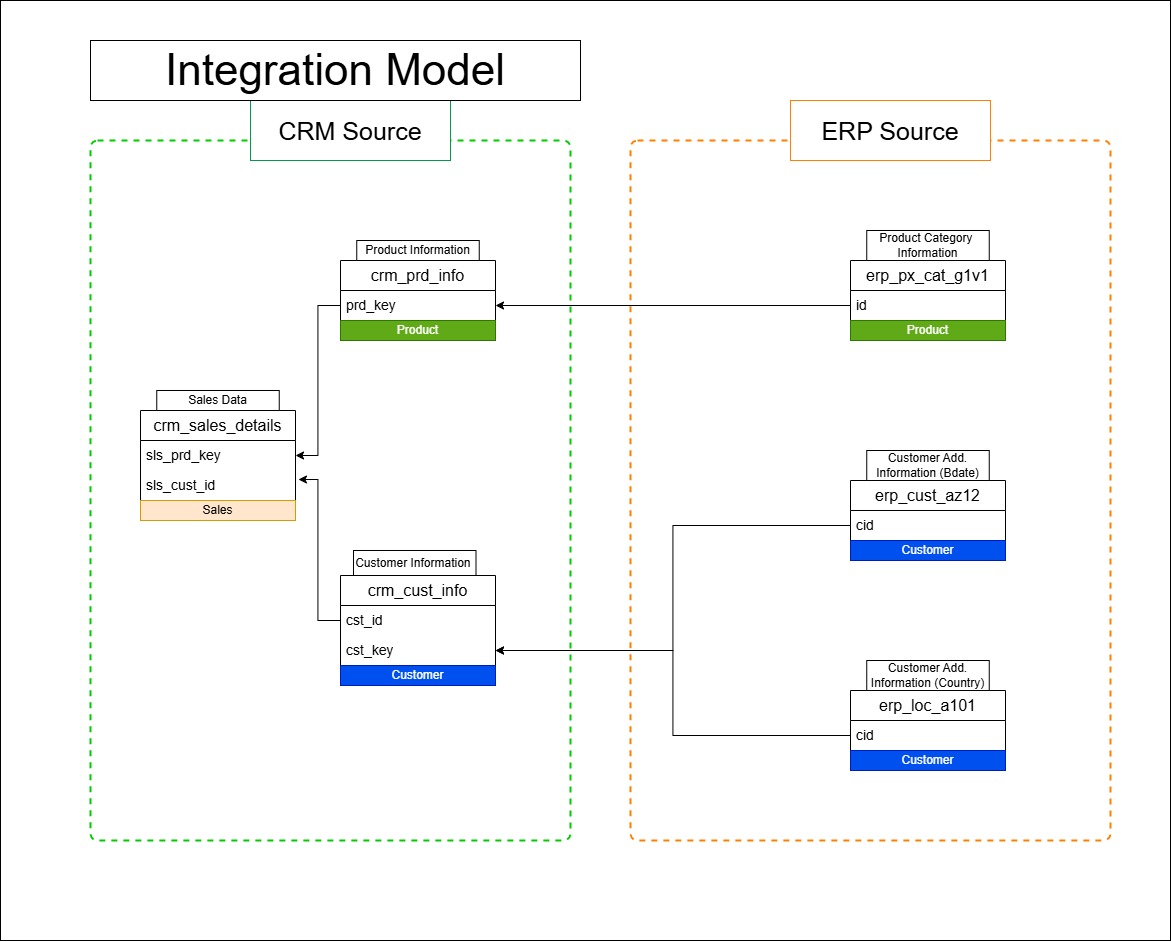 Integration Model
CRM Source
ERP Source
Product Information
crm_prd_info
prd_key
Product
Product Category
Information
erp_px_cat_g1v1
id
Product
Sales Data
crm_sales_details
sls_prd_key
sls_cust_id
Sales
Customer Add.
Information (Bdate)
erp_cust_az12
cid
Customer
Customer Information
crm_cust_info
cst_id
cst_key
Customer
Customer Add.
Information (Country)
erp_loc_a101
cid
Customer